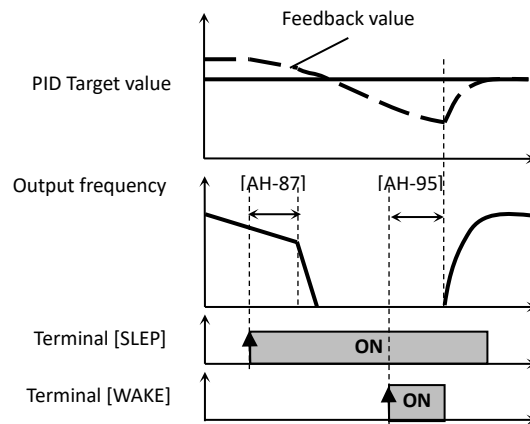 Feedback value
PID Target value
Output frequency
[AH-87]
[AH-95]
Terminal [SLEP]
ON
Terminal [WAKE]
ON